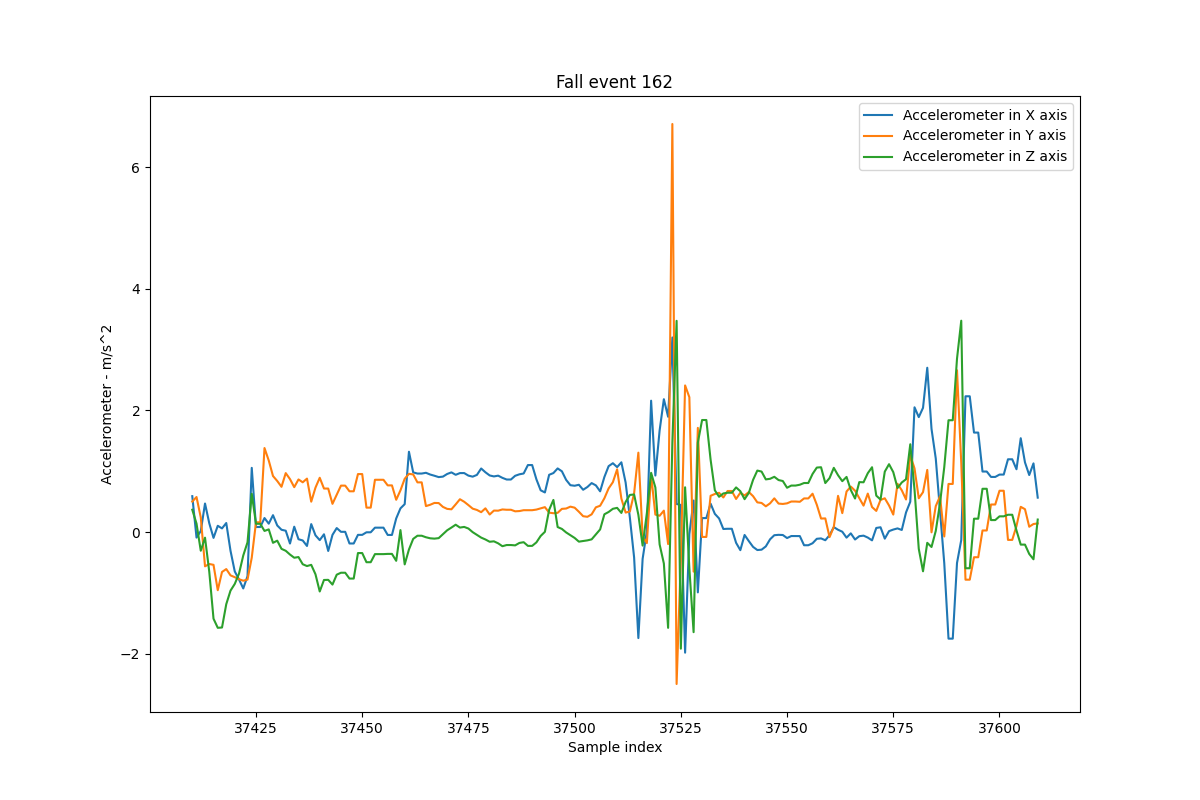 Fall event 162
Accelerometer in X axis
Accelerometer in Y axis
Accelerometer in Z axis
Accelerometer - m/s^2
6
4
2
0
−2
37425 37450 37475 37500 37525 37550 37575 37600
Sample index